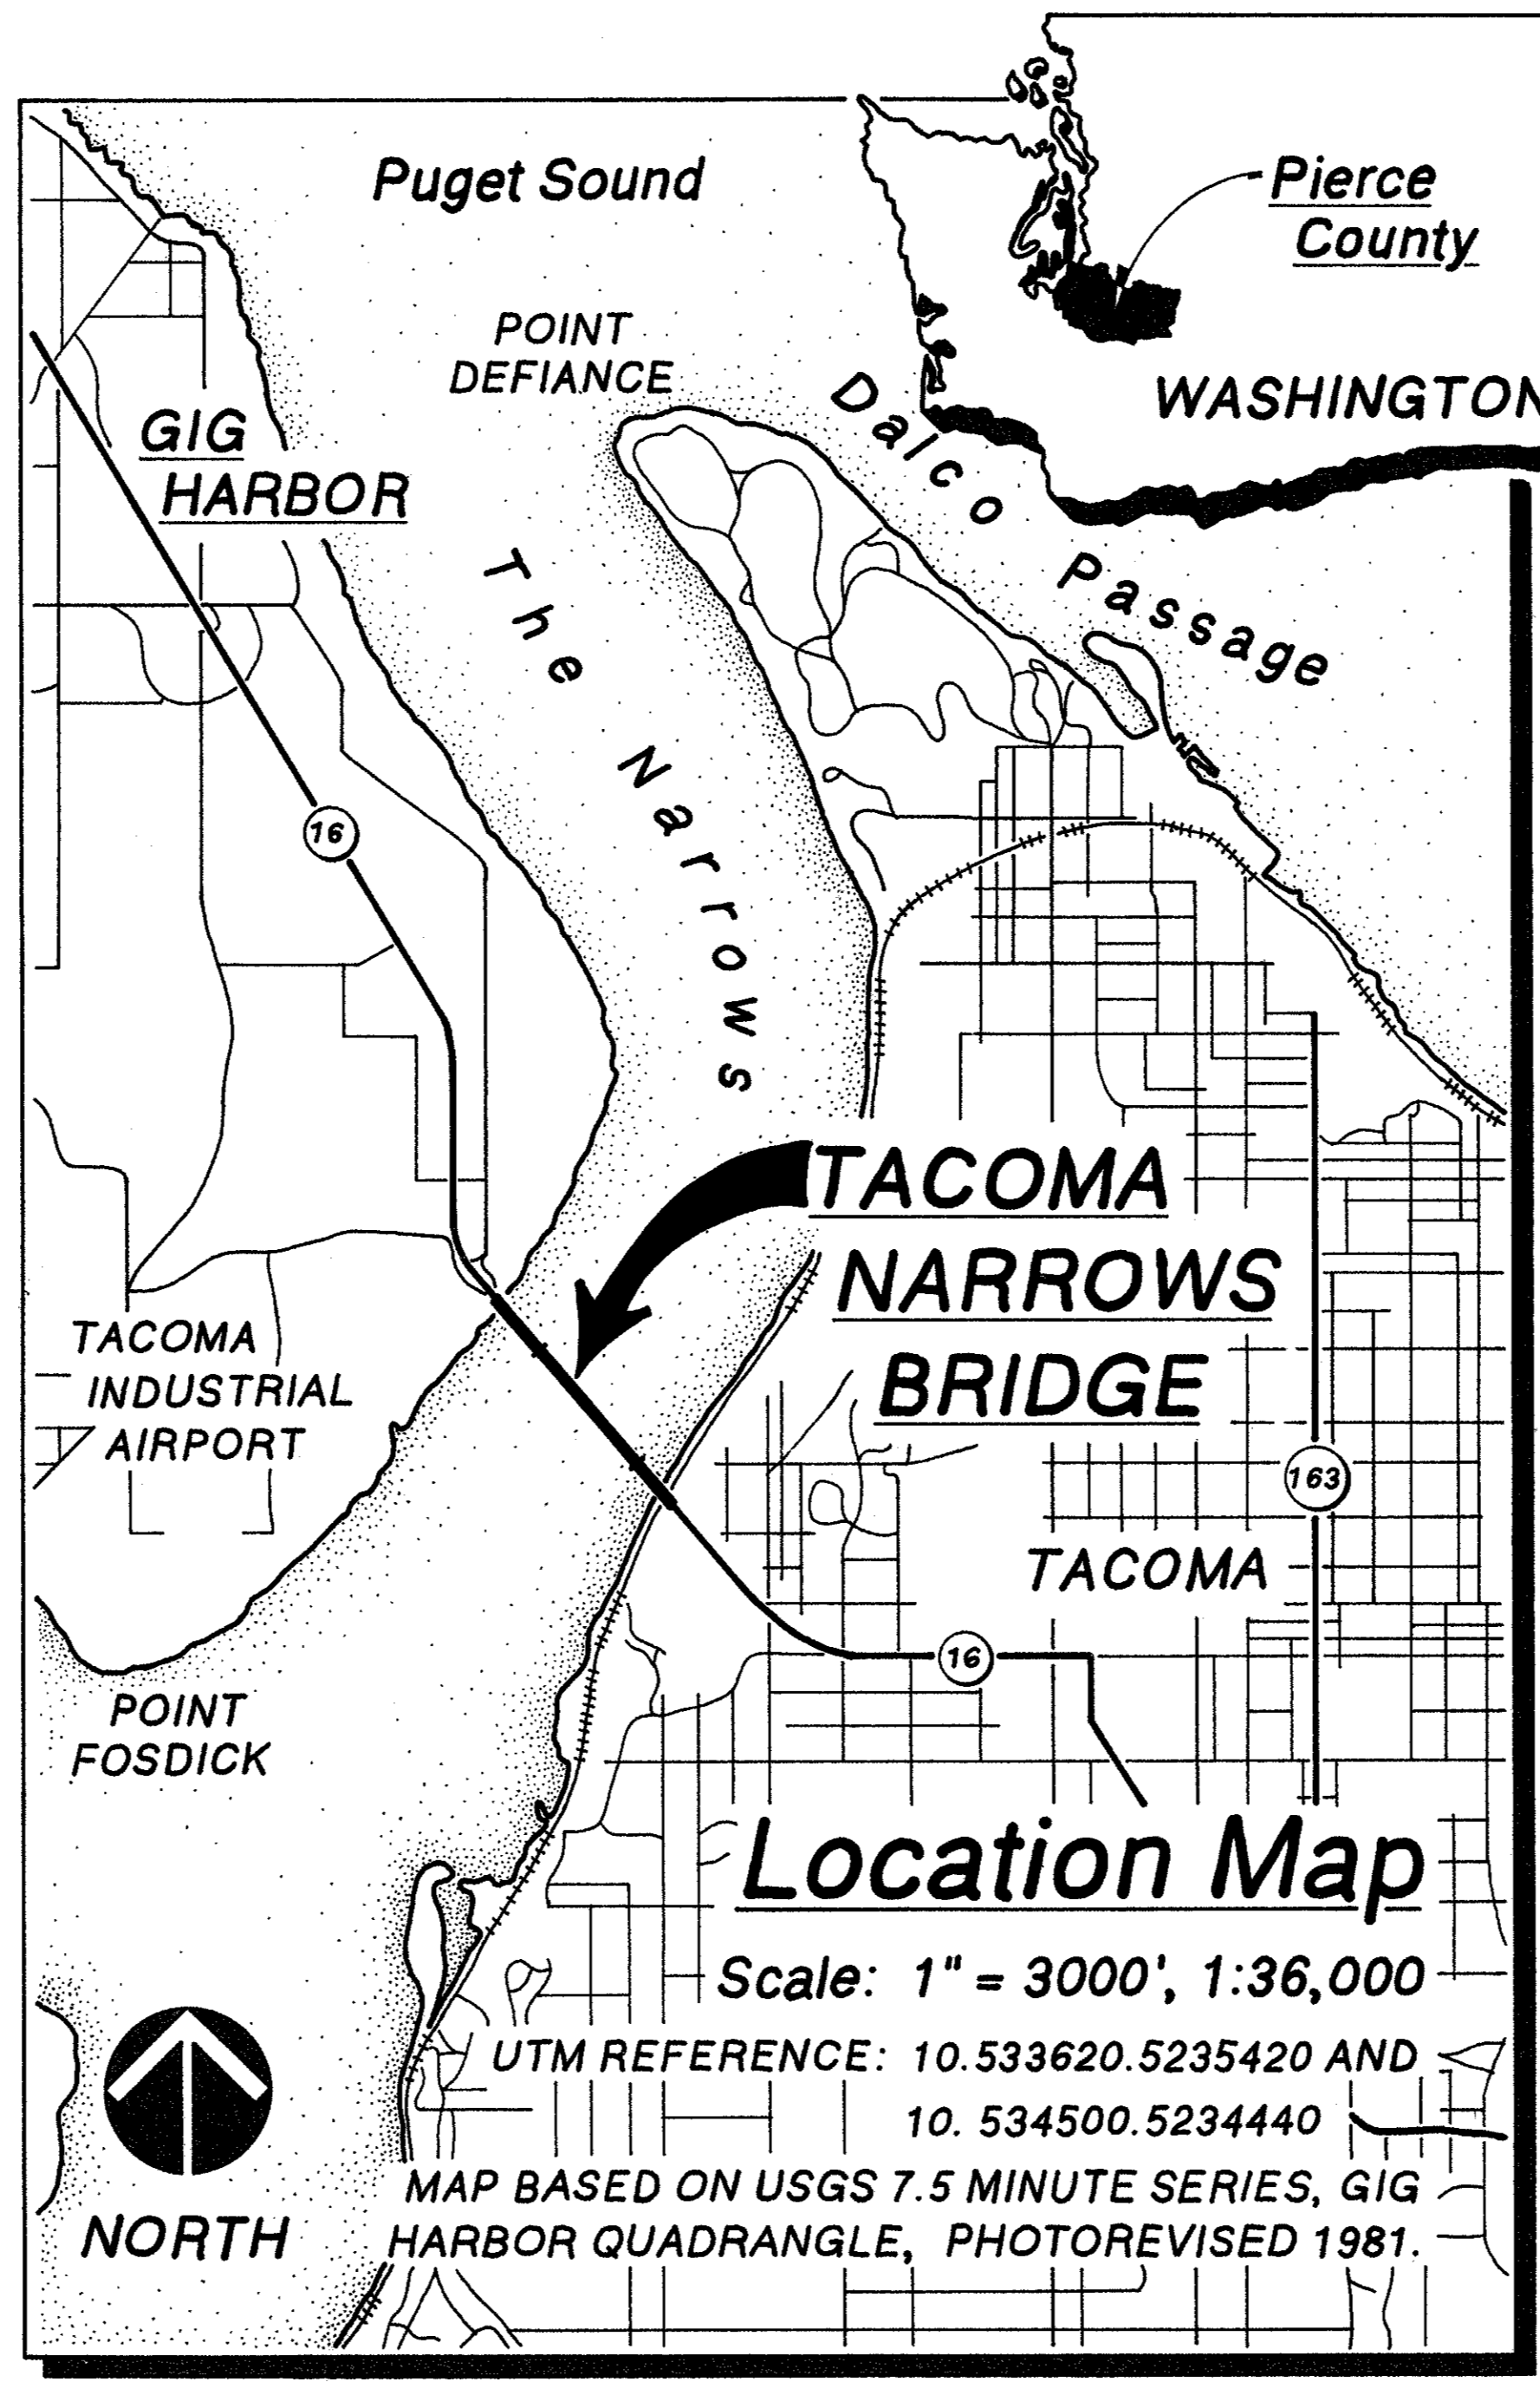 Puget Sound
Pierce
County
POINT
DEFIANCE
WASHINGTON
Dalco Passage
GIG
HARBOR
The Narrows
16
TACOMA
NARROWS
BRIDGE
TACOMA
INDUSTRIAL
AIRPORT
163
TACOMA
16
POINT
FOSDICK
Location Map
Scale: 1" = 3000', 1:36,000
UTM REFERENCE: 10.533620.5235420 AND
10. 534500.5234440
MAP BASED ON USGS 7.5 MINUTE SERIES, GIG
HARBOR QUADRANGLE, PHOTOREVISED 1981.
NORTH